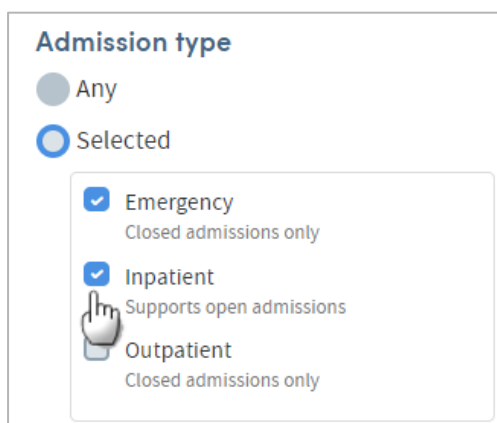 Admission type
Any
Selected
Emergency
Closed admissions only
Inpatient
Supports open admissions
Outpatient
Closed admissions only